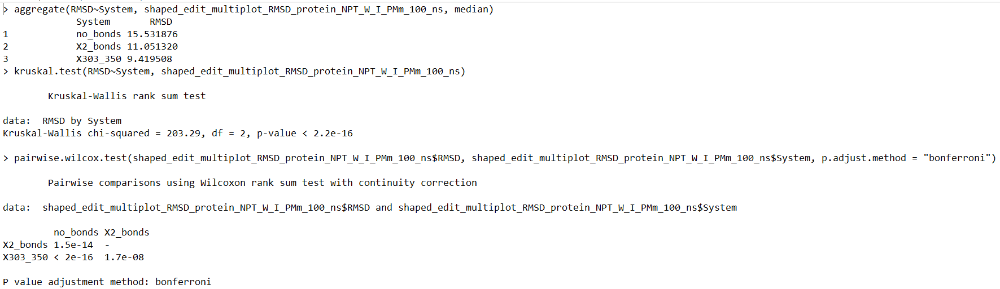 > aggregate(RMSD~System, shaped_edit_multiplot_RMSD_protein_NPT_W_I_PMm_100_ns, median)
             System       RMSD
1            no_bonds 15.531876
2            X2_bonds 11.051320
3            X303_350 9.419508
> kruskal.test(RMSD~System, shaped_edit_multiplot_RMSD_protein_NPT_W_I_PMm_100_ns)
        Kruskal-Wallis rank sum test
data:  RMSD by System
Kruskal-Wallis chi-squared = 203.29, df = 2, p-value < 2.2e-16
> pairwise.wilcox.test(shaped_edit_multiplot_RMSD_protein_NPT_W_I_PMm_100_ns$RMSD, shaped_edit_multiplot_RMSD_protein_NPT_W_I_PMm_100_ns$System, p.adjust.method = "bonferroni")
        Pairwise comparisons using Wilcoxon rank sum test with continuity correction
data:  shaped_edit_multiplot_RMSD_protein_NPT_W_I_PMm_100_ns$RMSD and shaped_edit_multiplot_RMSD_protein_NPT_W_I_PMm_100_ns$System
         no_bonds X2_bonds
X2_bonds 1.5e-14  -
X303_350 < 2e-16  1.7e-08
P value adjustment method: bonferroni